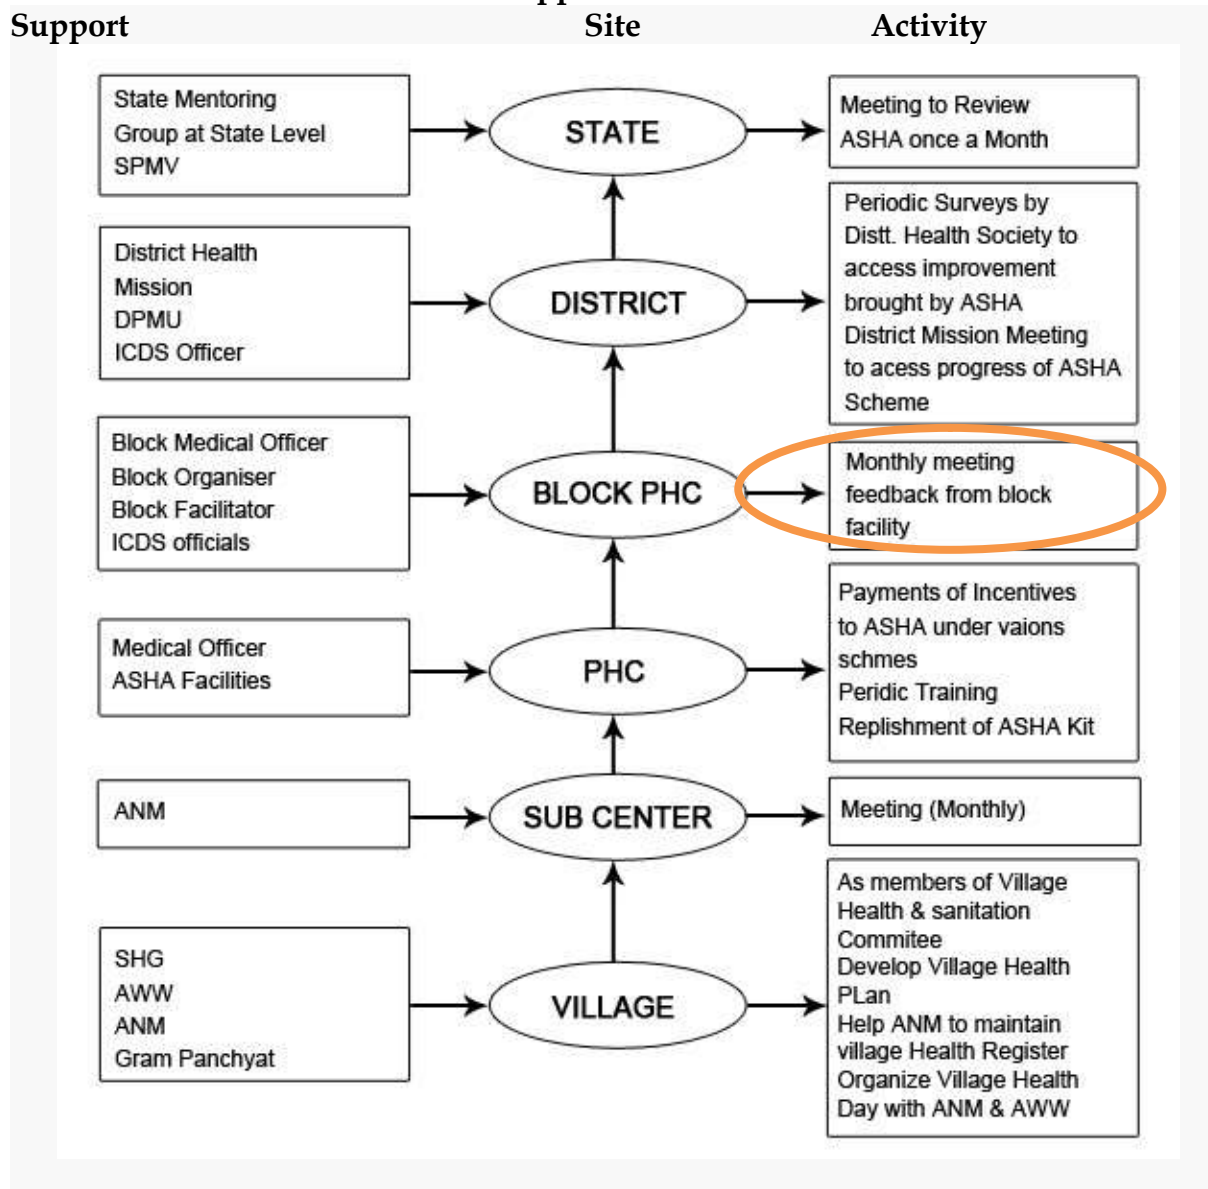 Support Site Activity
State Mentoring
Group at State Level
SPMV
STATE
Meeting to Review
ASHA once a Month
District Health
Mission
DPMU
ICDS Officer
DISTRICT
Periodic Surveys by
Distt. Health Society to
access improvement
brought by ASHA
District Mission Meeting
to acess progress of ASHA
Scheme
Block Medical Officer
Block Organiser
Block Facilitator
ICDS officials
BLOCK PHC
Monthly meeting
feedback from block
facility
Medical Officer
ASHA Facilities
PHC
Payments of Incentives
to ASHA under vaions
schmes
Peridic Training
Replishment of ASHA Kit
ANM
SUB CENTER
Meeting (Monthly)
SHG
AWW
ANM
Gram Panchyat
VILLAGE
As members of Village
Health & sanitation
Commitee
Develop Village Health
PLan
Help ANM to maintain
village Health Register
Organize Village Health
Day with ANM & AWW